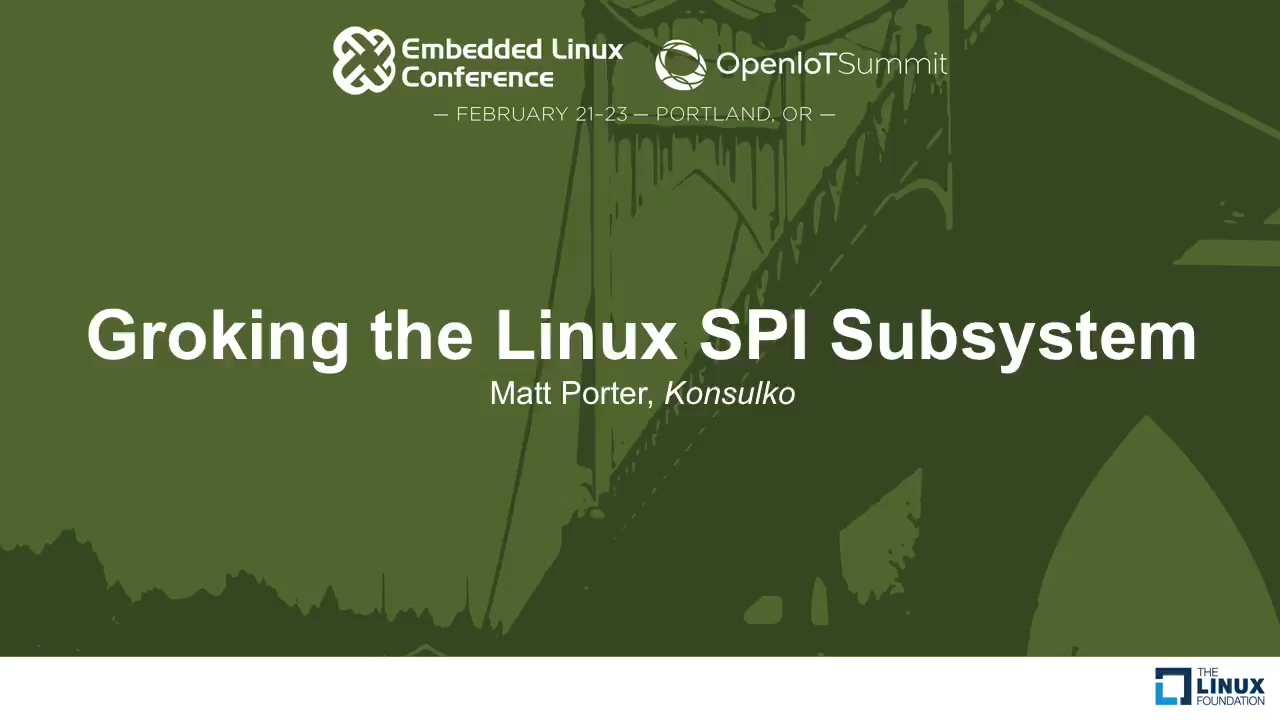 Embedded Linux
Conference
OpenIoTSummit
— FEBRUARY 21–23 — PORTLAND, OR —
Groking the Linux SPI Subsystem
Matt Porter, Konsulko
THE
LINUX
FOUNDATION